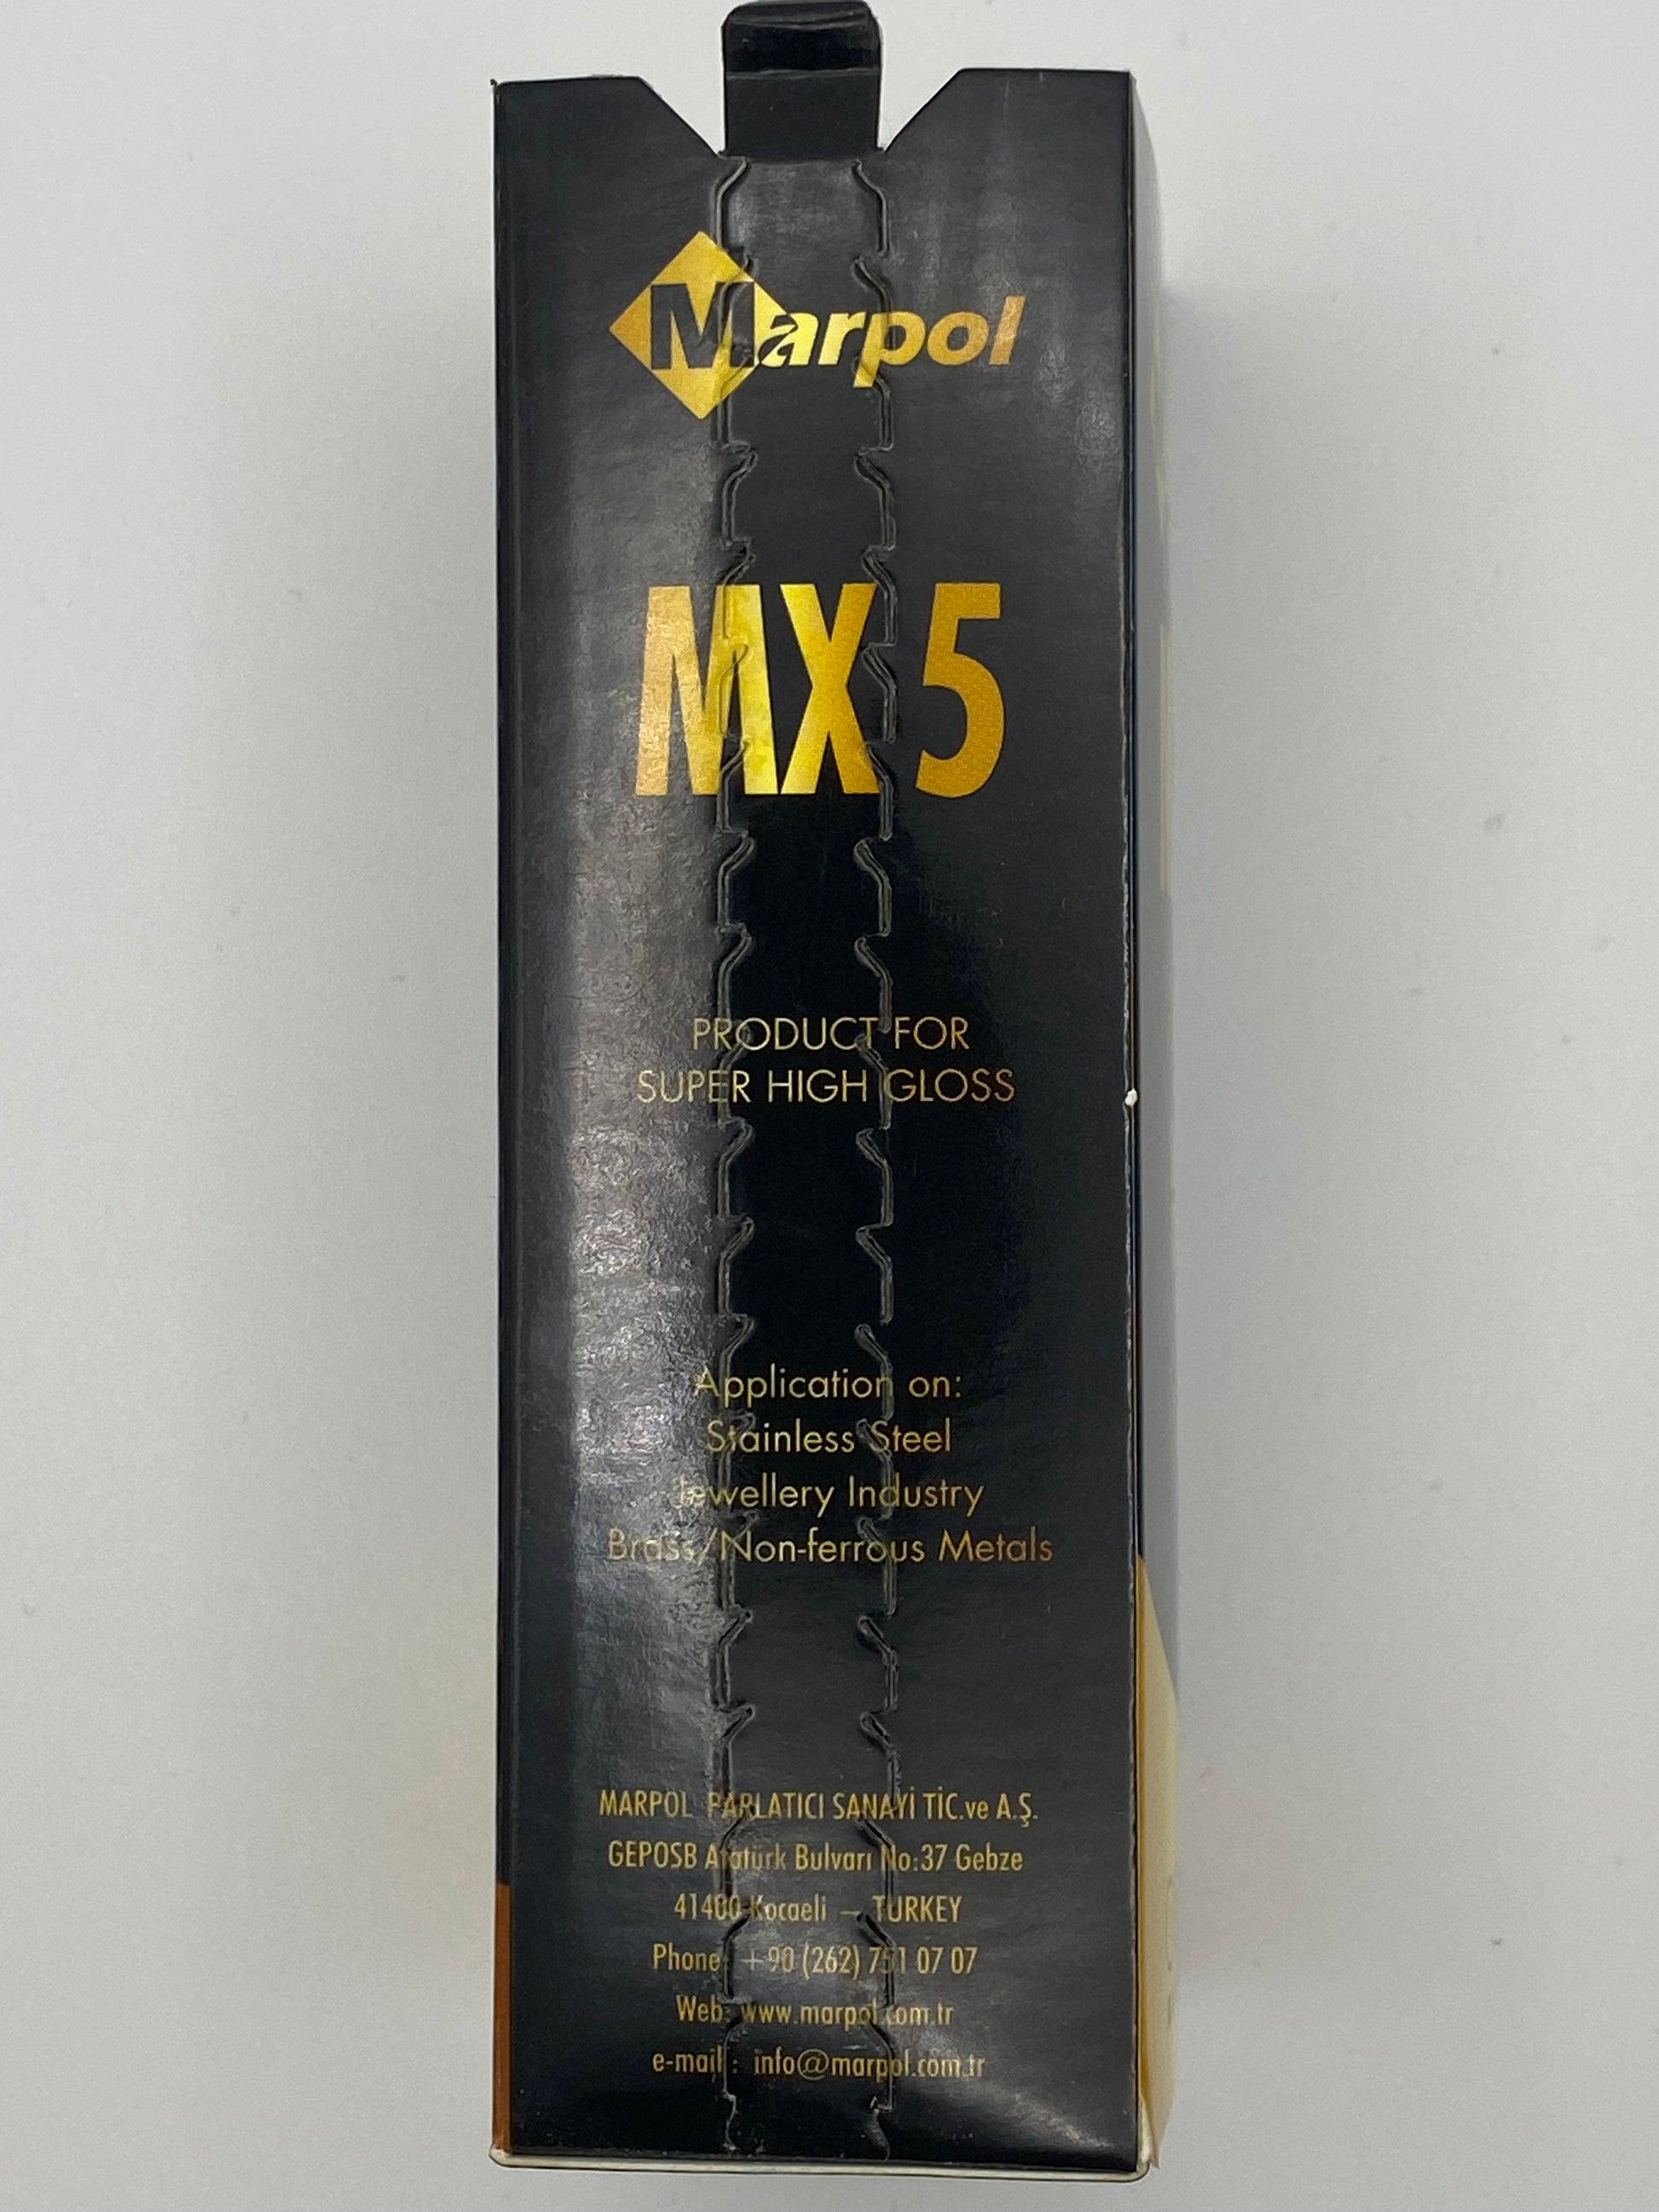 Marpol
MX 5
PRODUCT FOR
SUPER HIGH GLOSS
Application on:
Stainless Steel
Jewellery Industry
Brass/Non-ferrous Metals
MARPOL PARLATICI SANAYİ TİC.ve A.Ş.
GEPOSB Atatürk Bulvarı No:37 Gebze
41400 Kocaeli – TURKEY
Phone: +90 (262) 751 07 07
Web: www.marpol.com.tr
e-mail : info@marpol.com.tr